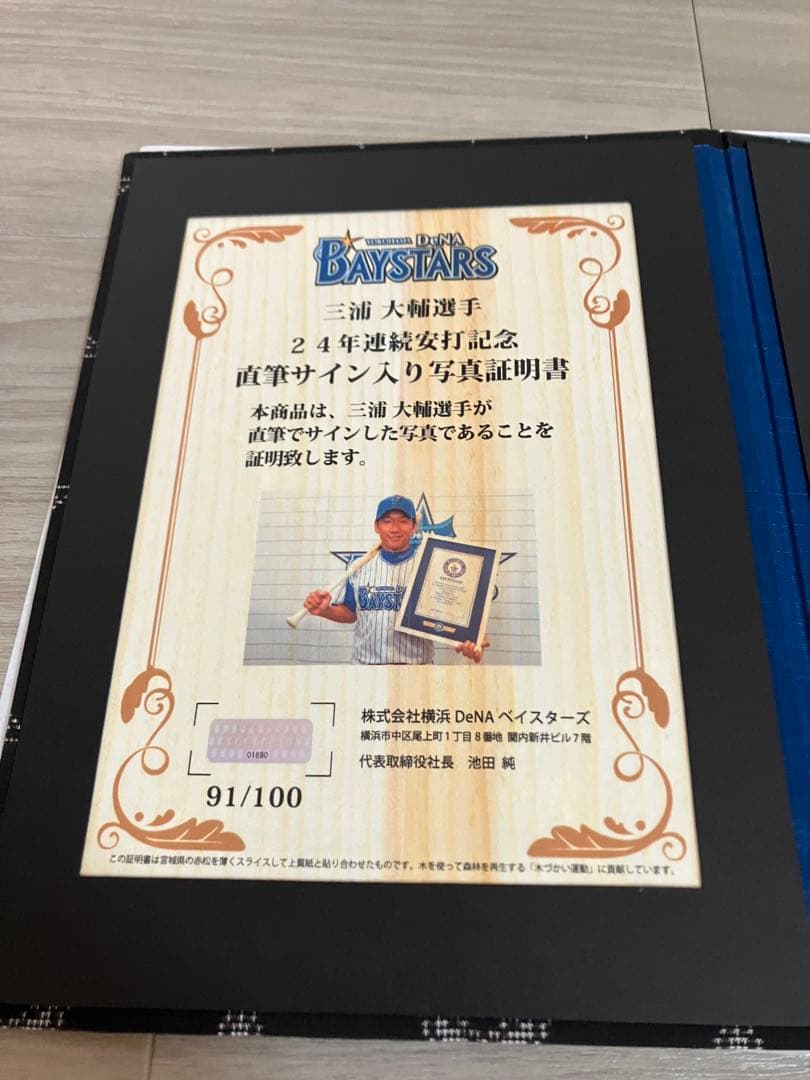 YOKOHAMA DeNA
BAYSTARS
三浦 大輔選手
24年連続安打記念
直筆サイン入り写真証明書
本商品は、三浦 大輔選手が
直筆でサインした写真であることを
証明致します。
DeNA
BAYSTARS
株式会社横浜 DeNA ベイスターズ
横浜市中区尾上町1丁目8番地 関内新井ビル7階
代表取締役社長 池田 純
01680
91/100
この証明書は宮城県の赤松を薄くスライスして上質紙と貼り合わせたものです。木を使って森林を再生する「木づかい運動」に貢献しています。